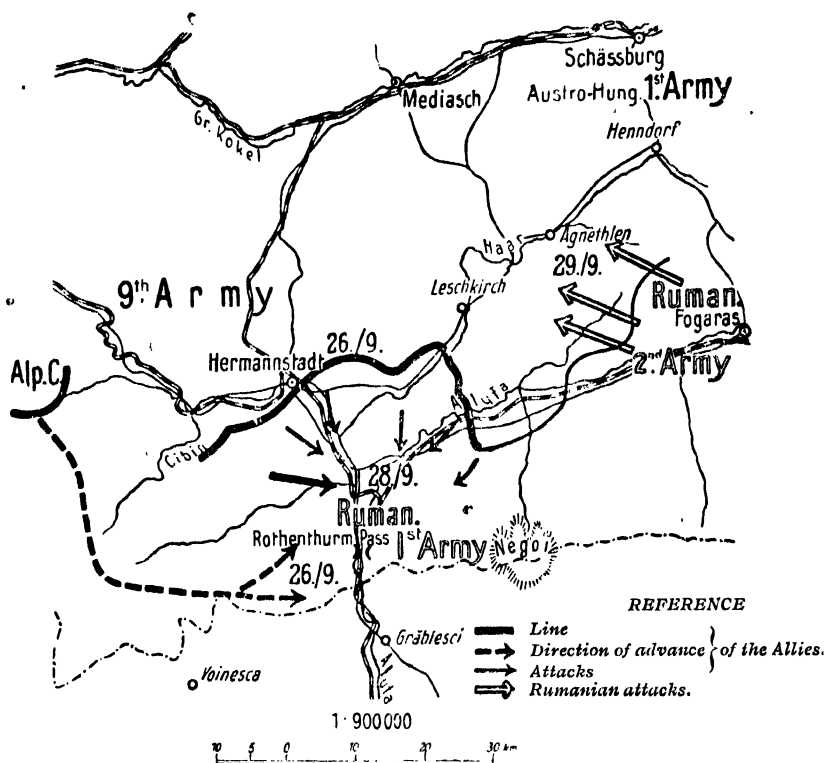 Schässburg
Mediasch
Austro-Hung. 1st Army
Gr. Kokel
Henndorf
Agnethlen
Haar
29./9.
9th Army
Leschkirch
Ruman.
Fogaras
2nd Army
26./9.
Hermannstadt
Alp.C.
Aluta
Cibin
28./9.
Ruman.
Rothenthurm Pass 1st Army
Negoi
26./9.
REFERENCE
Line
Direction of advance of the Allies.
Attacks
Rumanian attacks.
Gräblesci
Voinesca
Aluta
1:900000
10 5 0 10 20 30 km